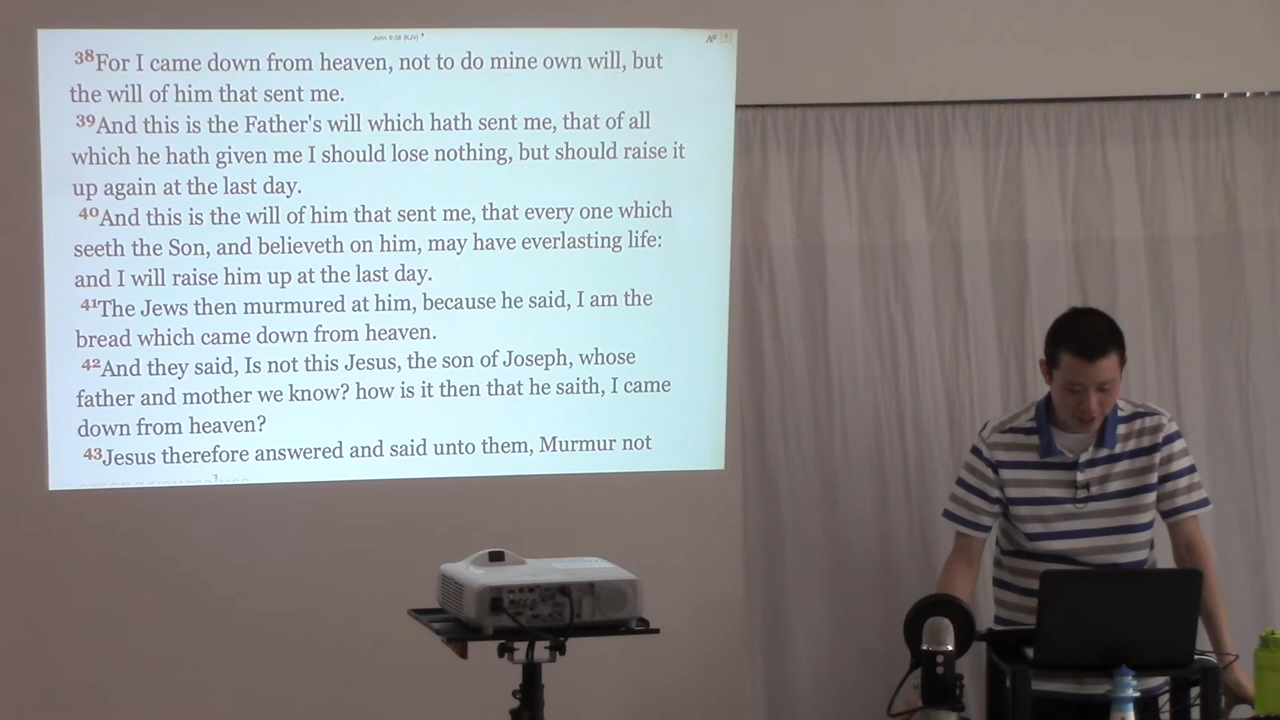 John 6:38 (KJV)
38For I came down from heaven, not to do mine own will, but
the will of him that sent me.
39And this is the Father's will which hath sent me, that of all
which he hath given me I should lose nothing, but should raise it
up again at the last day.
40And this is the will of him that sent me, that every one which
seeth the Son, and believeth on him, may have everlasting life:
and I will raise him up at the last day.
41The Jews then murmured at him, because he said, I am the
bread which came down from heaven.
42And they said, Is not this Jesus, the son of Joseph, whose
father and mother we know? how is it then that he saith, I came
down from heaven?
43Jesus therefore answered and said unto them, Murmur not